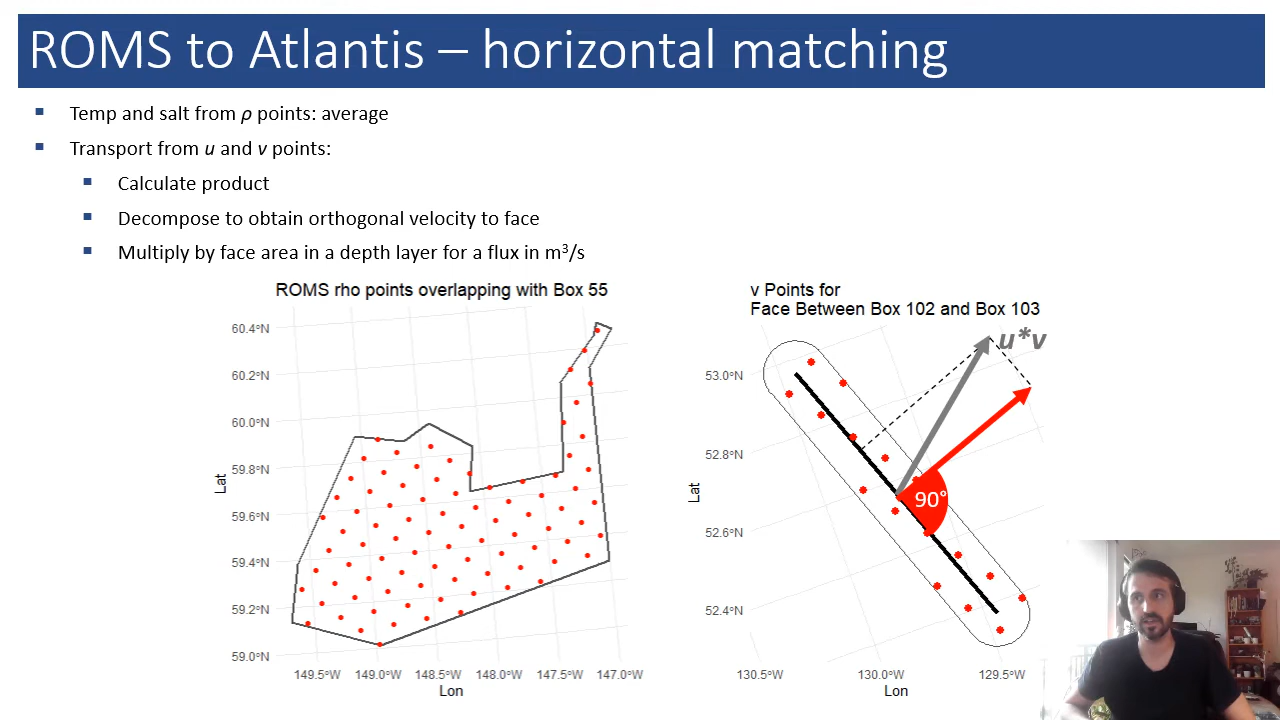 ROMS to Atlantis – horizontal matching
Temp and salt from ρ points: average
Transport from u and v points:
Calculate product
Decompose to obtain orthogonal velocity to face
Multiply by face area in a depth layer for a flux in m³/s
ROMS rho points overlapping with Box 55
60.4°N
60.2°N
60.0°N
59.8°N
59.6°N
59.4°N
59.2°N
59.0°N
Lat
149.5°W 149.0°W 148.5°W 148.0°W 147.5°W 147.0°W
Lon
v Points for
Face Between Box 102 and Box 103
u*v
90°
53.0°N
52.8°N
52.6°N
52.4°N
Lat
130.5°W 130.0°W 129.5°W
Lon